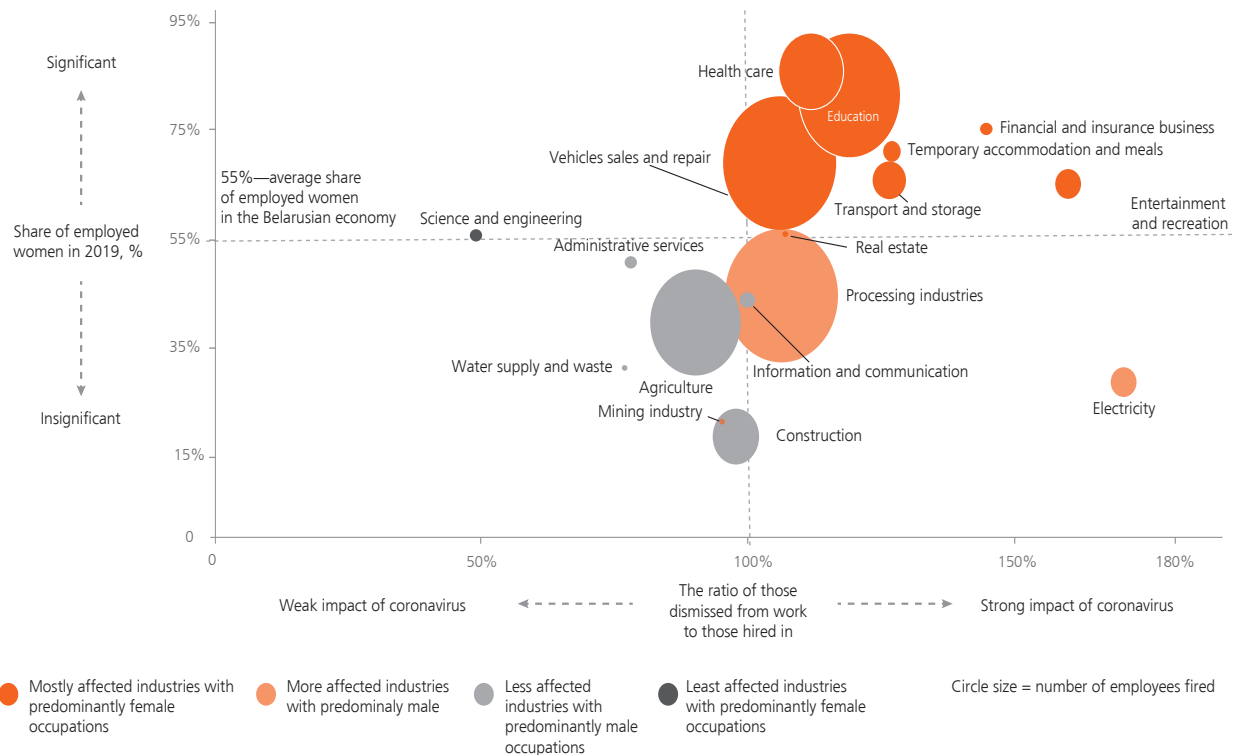 95%
Significant
Health care
75%
Education
Financial and insurance business
Temporary accommodation and meals
Vehicles sales and repair
55%—average share
of employed women
in the Belarusian economy
Transport and storage
Entertainment
and recreation
Science and engineering
Share of employed
women in 2019, %
55%
Administrative services
Real estate
Processing industries
35%
Water supply and waste
Information and communication
Agriculture
Mining industry
Electricity
Insignificant
Construction
15%
0
0
50%
100%
150%
180%
Weak impact of coronavirus
The ratio of those
dismissed from work
to those hired in
Strong impact of coronavirus
Mostly affected industries with
predominantly female
occupations
More affected industries
with predominaly male
Less affected
industries with
predominantly male
occupations
Least affected industries
with predominantly female
occupations
Circle size = number of employees fired